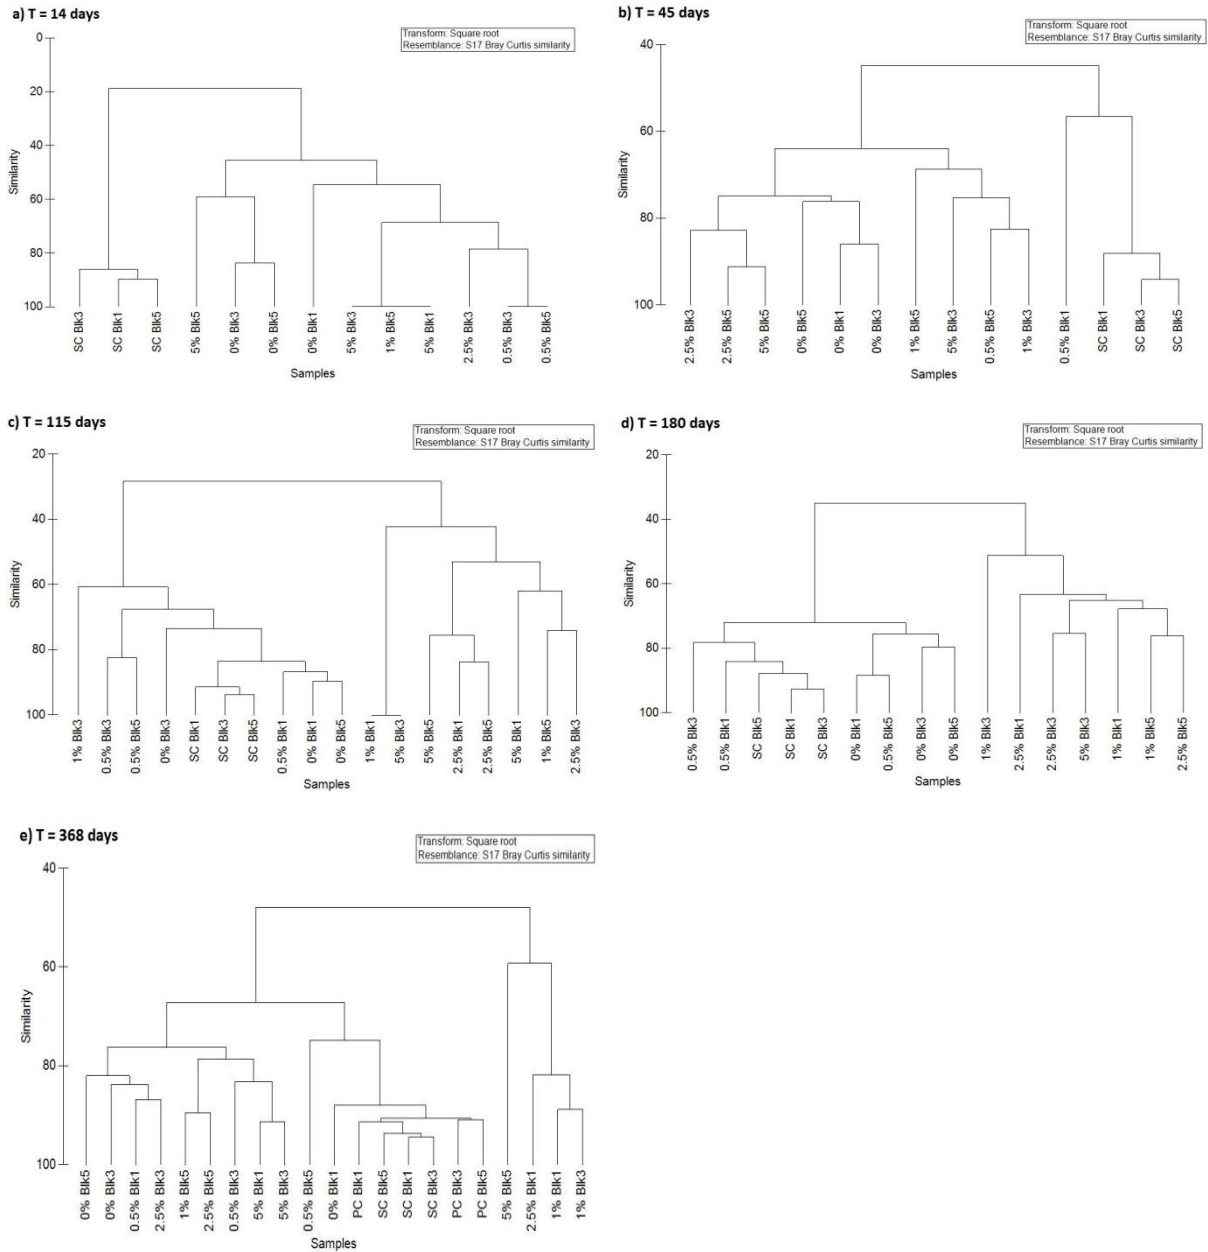 a) T = 14 days
Transform: Square root
Resemblance: S17 Bray Curtis similarity
0
20
40
60
80
100
Similarity
SC Blk3
SC Blk1
SC Blk5
5% Blk5
0% Blk3
0% Blk5
0% Blk1
5% Blk3
1% Blk5
5% Blk1
2.5% Blk3
0.5% Blk3
0.5% Blk5
Samples
b) T = 45 days
Transform: Square root
Resemblance: S17 Bray Curtis similarity
40
60
80
100
Similarity
2.5% Blk3
2.5% Blk5
5% Blk5
0% Blk5
0% Blk1
0% Blk3
1% Blk5
5% Blk3
0.5% Blk5
1% Blk3
0.5% Blk1
SC Blk1
SC Blk3
SC Blk5
Samples
c) T = 115 days
Transform: Square root
Resemblance: S17 Bray Curtis similarity
20
40
60
80
100
Similarity
1% Blk3
0.5% Blk3
0.5% Blk5
0% Blk3
SC Blk1
SC Blk3
SC Blk5
0.5% Blk1
0% Blk1
0% Blk5
1% Blk1
5% Blk3
5% Blk5
2.5% Blk1
2.5% Blk5
5% Blk1
1% Blk5
2.5% Blk3
Samples
d) T = 180 days
Transform: Square root
Resemblance: S17 Bray Curtis similarity
20
40
60
80
100
Similarity
0.5% Blk3
0.5% Blk1
SC Blk5
SC Blk1
SC Blk3
0% Blk1
0.5% Blk5
0% Blk3
0% Blk5
1% Blk3
2.5% Blk1
2.5% Blk3
5% Blk3
1% Blk1
1% Blk5
2.5% Blk5
Samples
e) T = 368 days
Transform: Square root
Resemblance: S17 Bray Curtis similarity
40
60
80
100
Similarity
0% Blk5
0% Blk3
0.5% Blk1
2.5% Blk3
1% Blk5
2.5% Blk5
0.5% Blk3
5% Blk1
5% Blk3
0.5% Blk5
0% Blk1
PC Blk1
SC Blk5
SC Blk1
SC Blk3
PC Blk3
PC Blk5
5% Blk5
2.5% Blk1
1% Blk1
1% Blk3
Samples